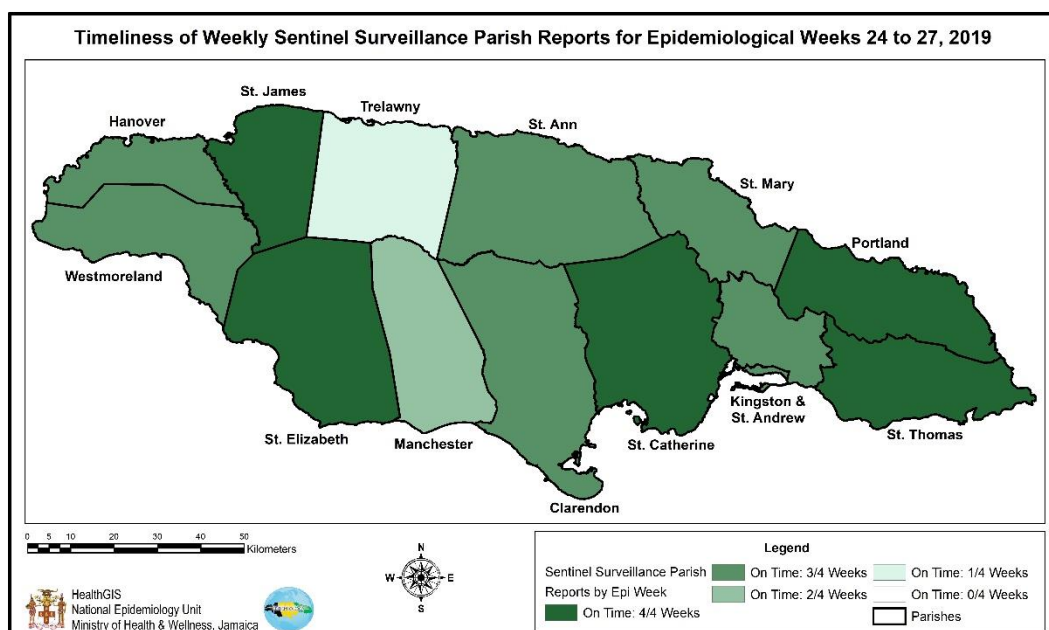 Timeliness of Weekly Sentinel Surveillance Parish Reports for Epidemiological Weeks 24 to 27, 2019
St. James
Trelawny
Hanover
St. Ann
St. Mary
Portland
Westmoreland
Kingston &
St. Andrew
St. Elizabeth
Manchester
St. Catherine
St. Thomas
Clarendon
0 5 10 20 30 40 50
Kilometers
N
W E
S
HealthGIS
National Epidemiology Unit
Ministry of Health & Wellness, Jamaica
Legend
Sentinel Surveillance Parish
Reports by Epi Week
On Time: 4/4 Weeks
On Time: 3/4 Weeks
On Time: 2/4 Weeks
On Time: 1/4 Weeks
On Time: 0/4 Weeks
Parishes